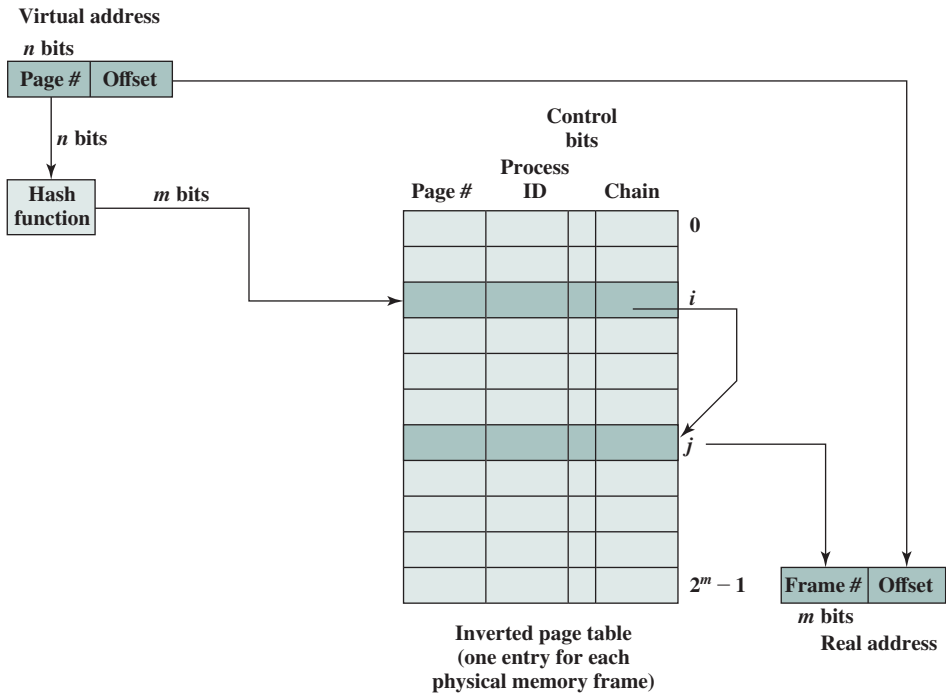 Virtual address
n bits
Page # Offset
n bits
Hash
function
m bits
Control
bits
Process
Page # ID Chain
0
i
j
2^m − 1
Frame # Offset
m bits
Real address
Inverted page table
(one entry for each
physical memory frame)